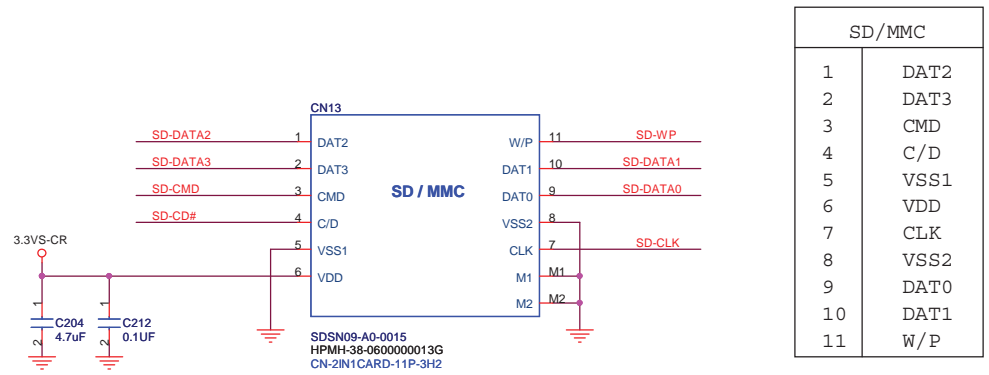 CN13
SD-DATA2 1 DAT2 W/P 11 SD-WP
SD-DATA3 2 DAT3 DAT1 10 SD-DATA1
SD-CMD 3 CMD SD / MMC DAT0 9 SD-DATA0
SD-CD# 4 C/D VSS2 8
5 VSS1 CLK 7 SD-CLK
3.3VS-CR
6 VDD M1 M1
M2 M2
1 1
C204 C212
4.7uF 0.1UF
2 2
SDSN09-A0-0015
HPMH-38-0600000013G
CN-2IN1CARD-11P-3H2
SD/MMC
1 DAT2
2 DAT3
3 CMD
4 C/D
5 VSS1
6 VDD
7 CLK
8 VSS2
9 DAT0
10 DAT1
11 W/P